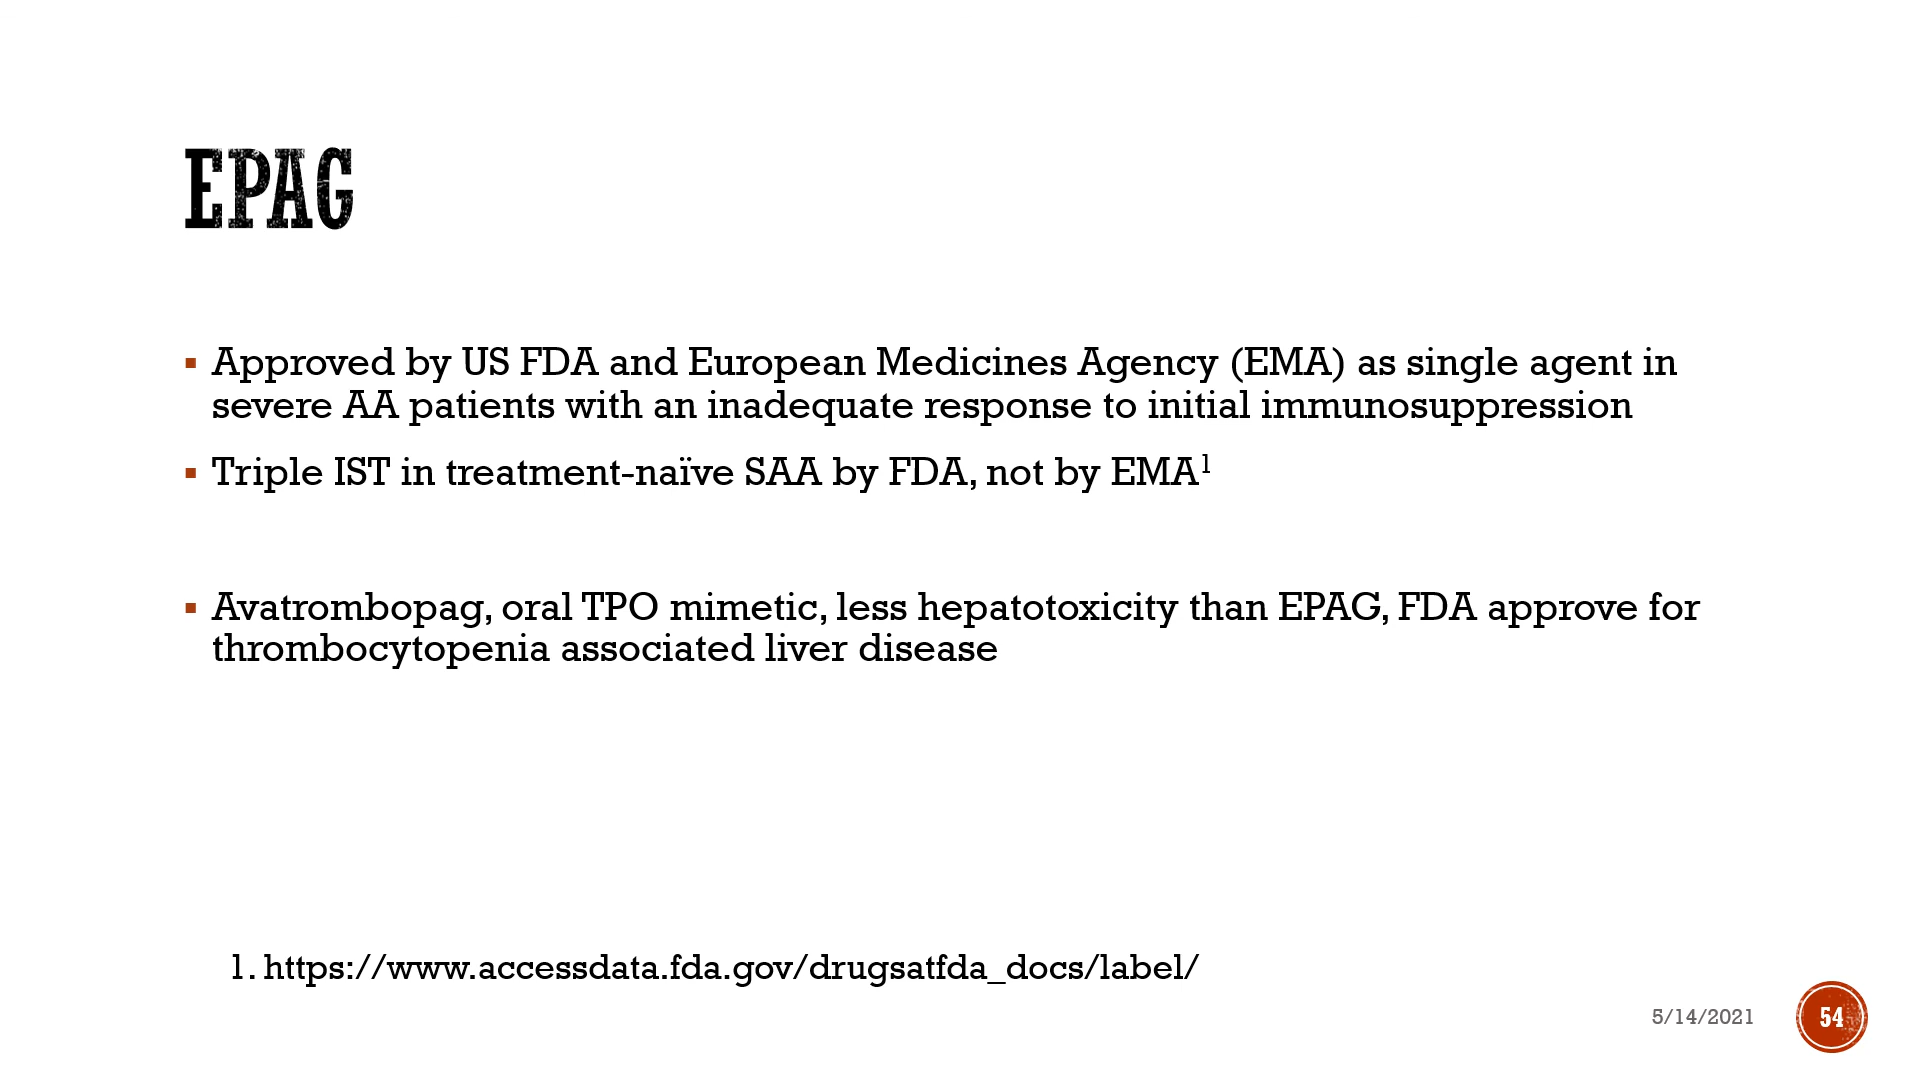 EPAG
▪ Approved by US FDA and European Medicines Agency (EMA) as single agent in
severe AA patients with an inadequate response to initial immunosuppression
▪ Triple IST in treatment-naïve SAA by FDA, not by EMA¹
▪ Avatrombopag, oral TPO mimetic, less hepatotoxicity than EPAG, FDA approve for
thrombocytopenia associated liver disease
1. https://www.accessdata.fda.gov/drugsatfda_docs/label/
5/14/2021
54